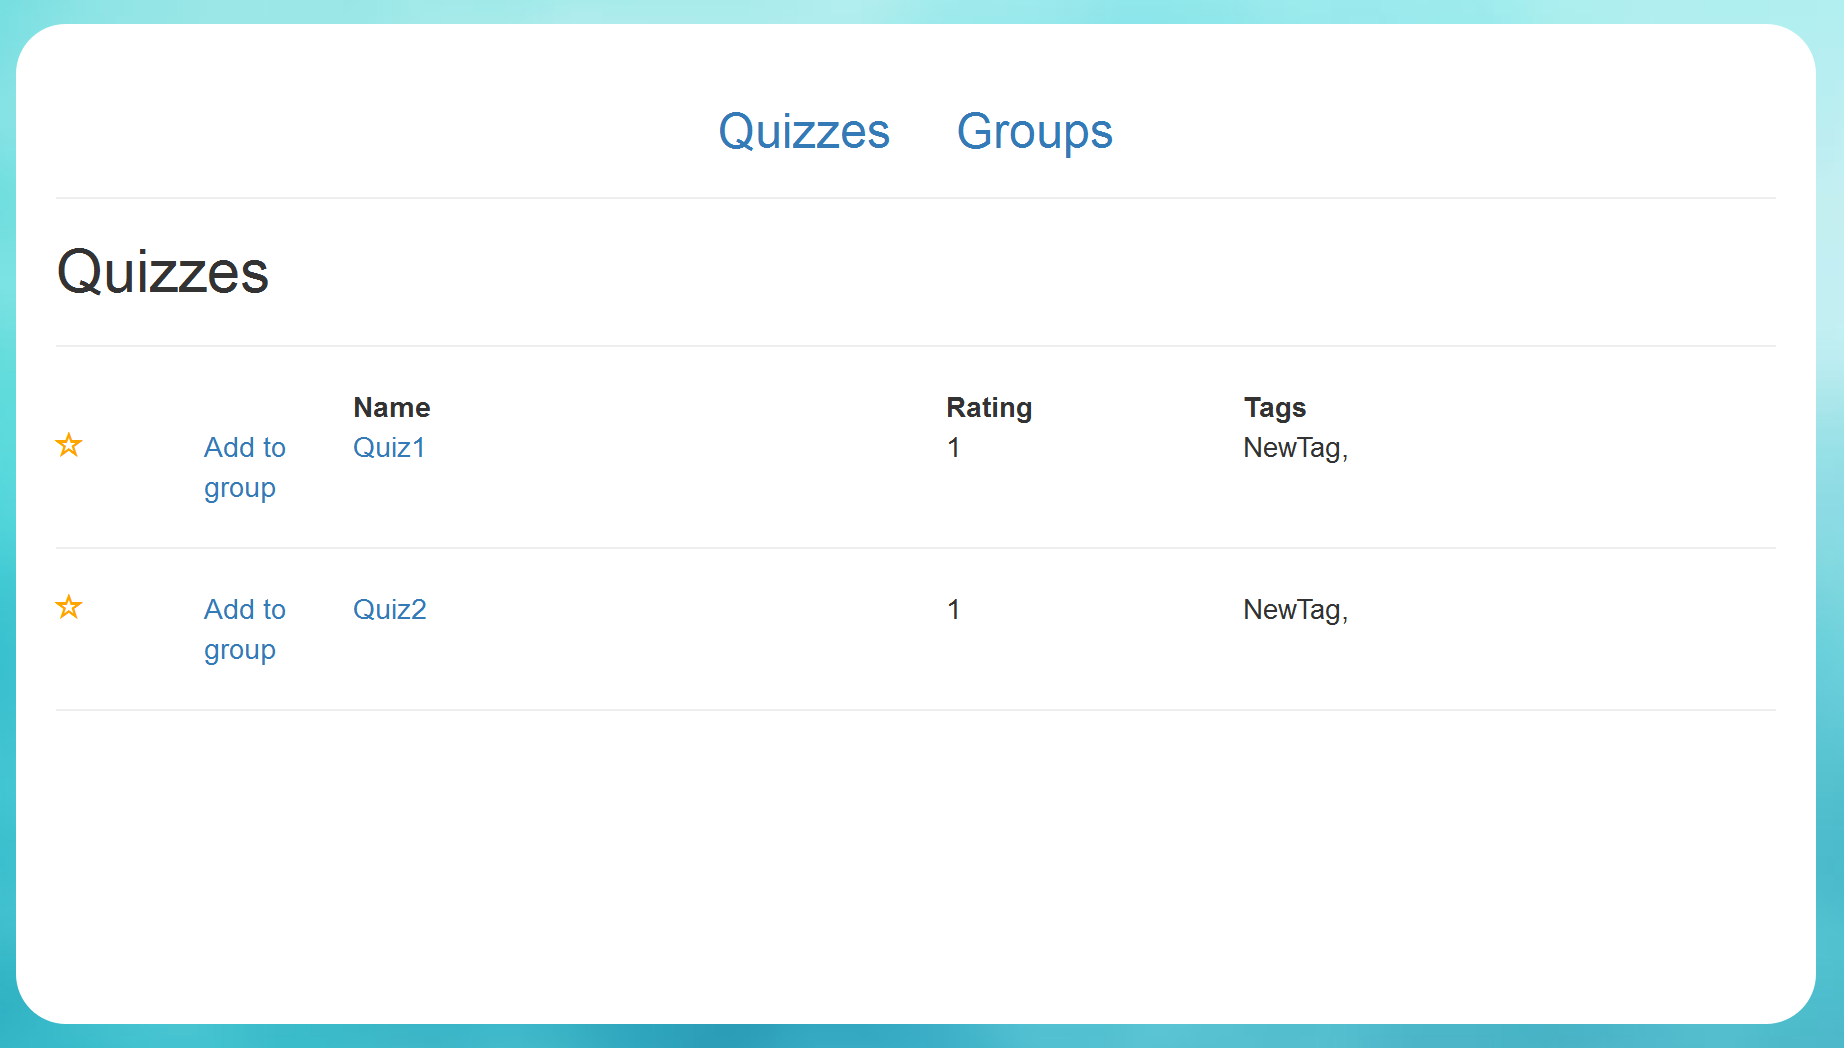 Quizzes Groups
Quizzes
Name Rating Tags
Add to group Quiz1 1 NewTag,
Add to group Quiz2 1 NewTag,